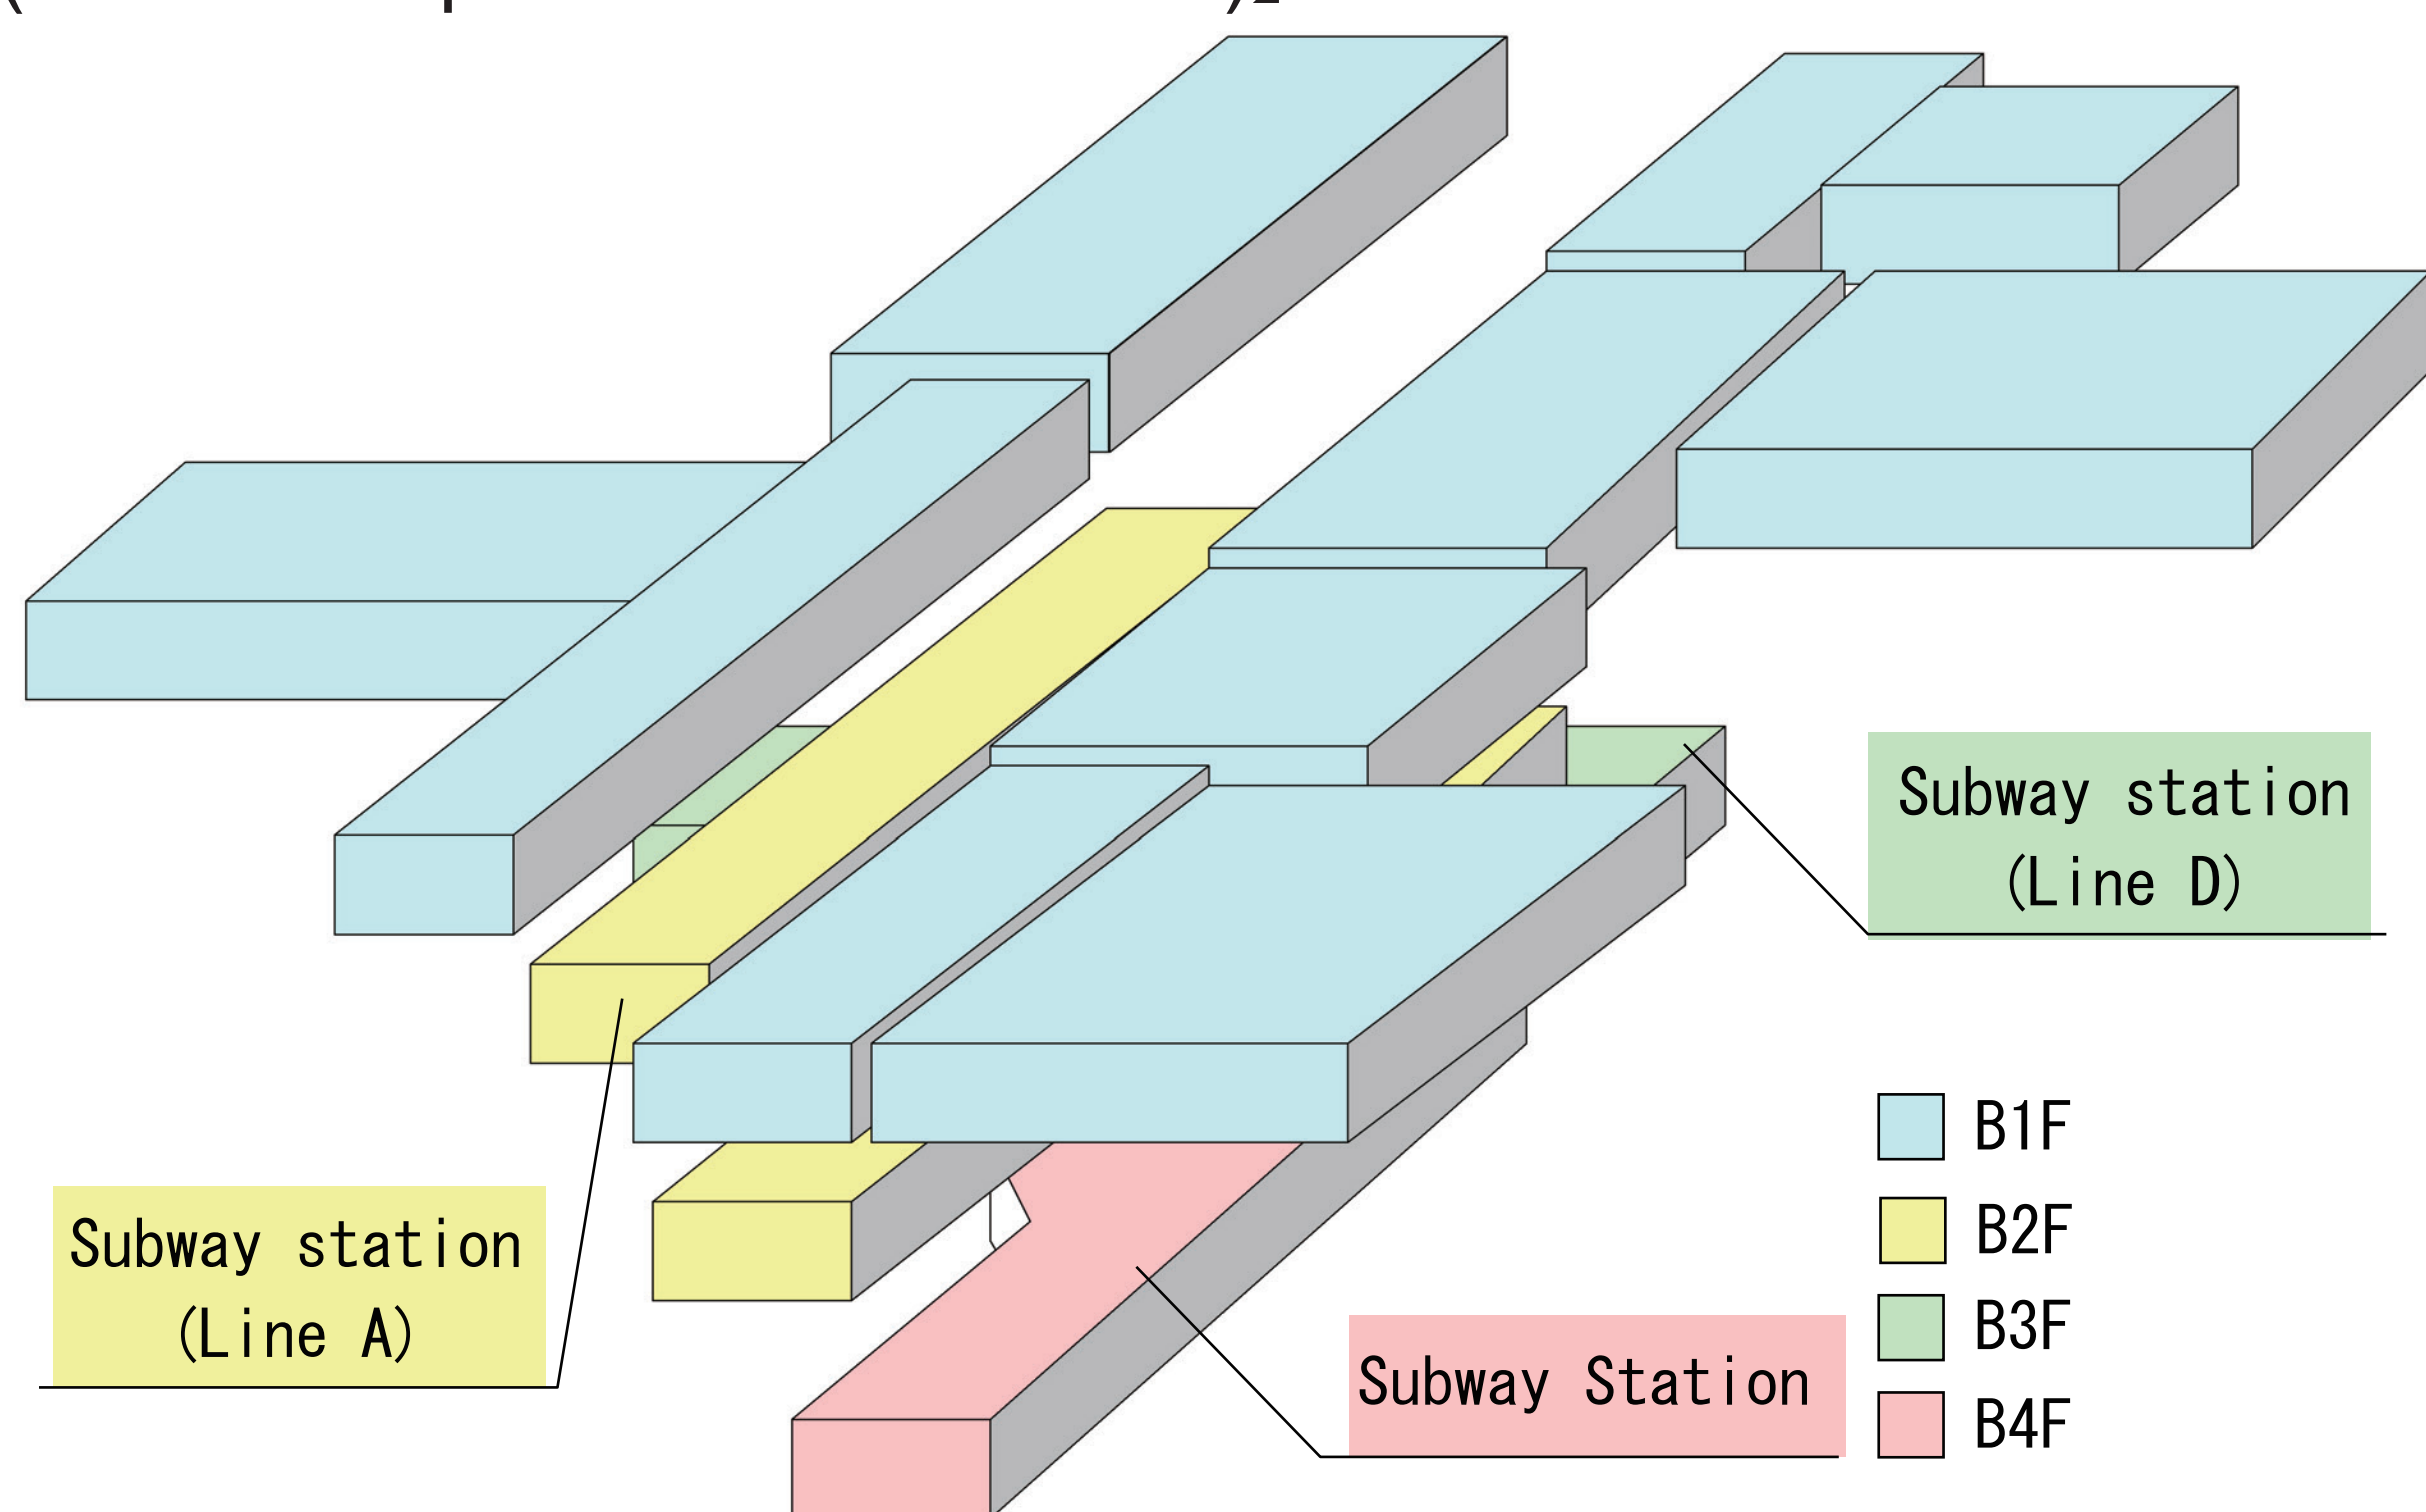 Subway station
(Line D)
Subway station
(Line A)
Subway Station
B1F
B2F
B3F
B4F